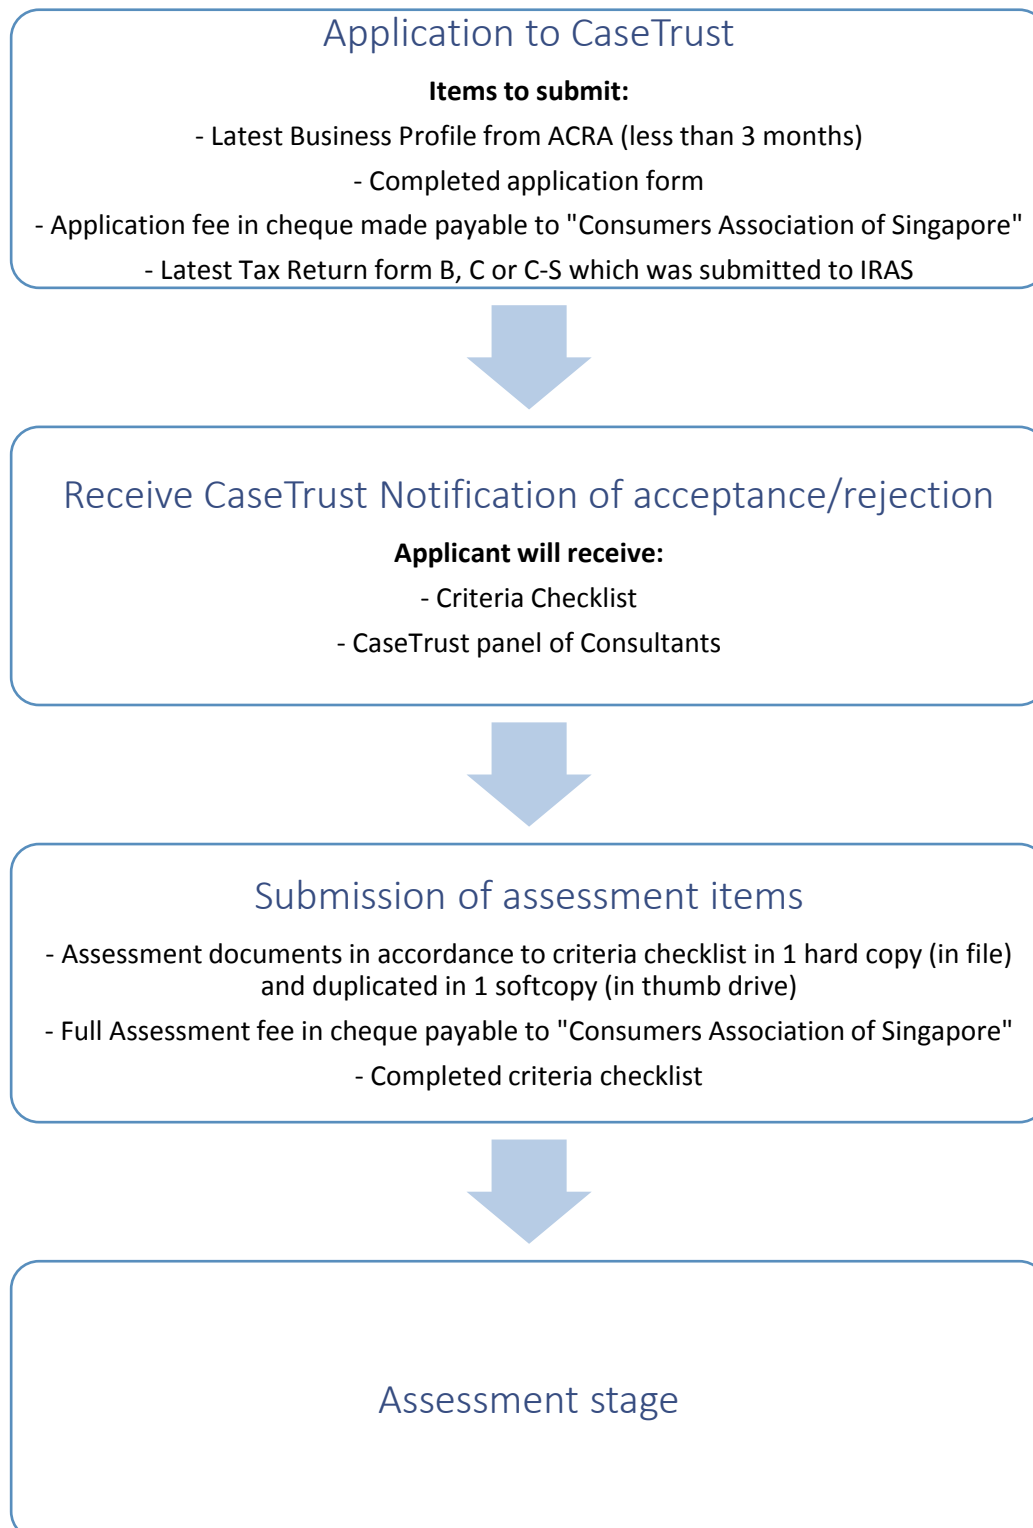 Application to CaseTrust
Items to submit:
- Latest Business Profile from ACRA (less than 3 months)
- Completed application form
- Application fee in cheque made payable to "Consumers Association of Singapore"
- Latest Tax Return form B, C or C-S which was submitted to IRAS
Receive CaseTrust Notification of acceptance/rejection
Applicant will receive:
- Criteria Checklist
- CaseTrust panel of Consultants
Submission of assessment items
- Assessment documents in accordance to criteria checklist in 1 hard copy (in file)
and duplicated in 1 softcopy (in thumb drive)
- Full Assessment fee in cheque payable to "Consumers Association of Singapore"
- Completed criteria checklist
Assessment stage